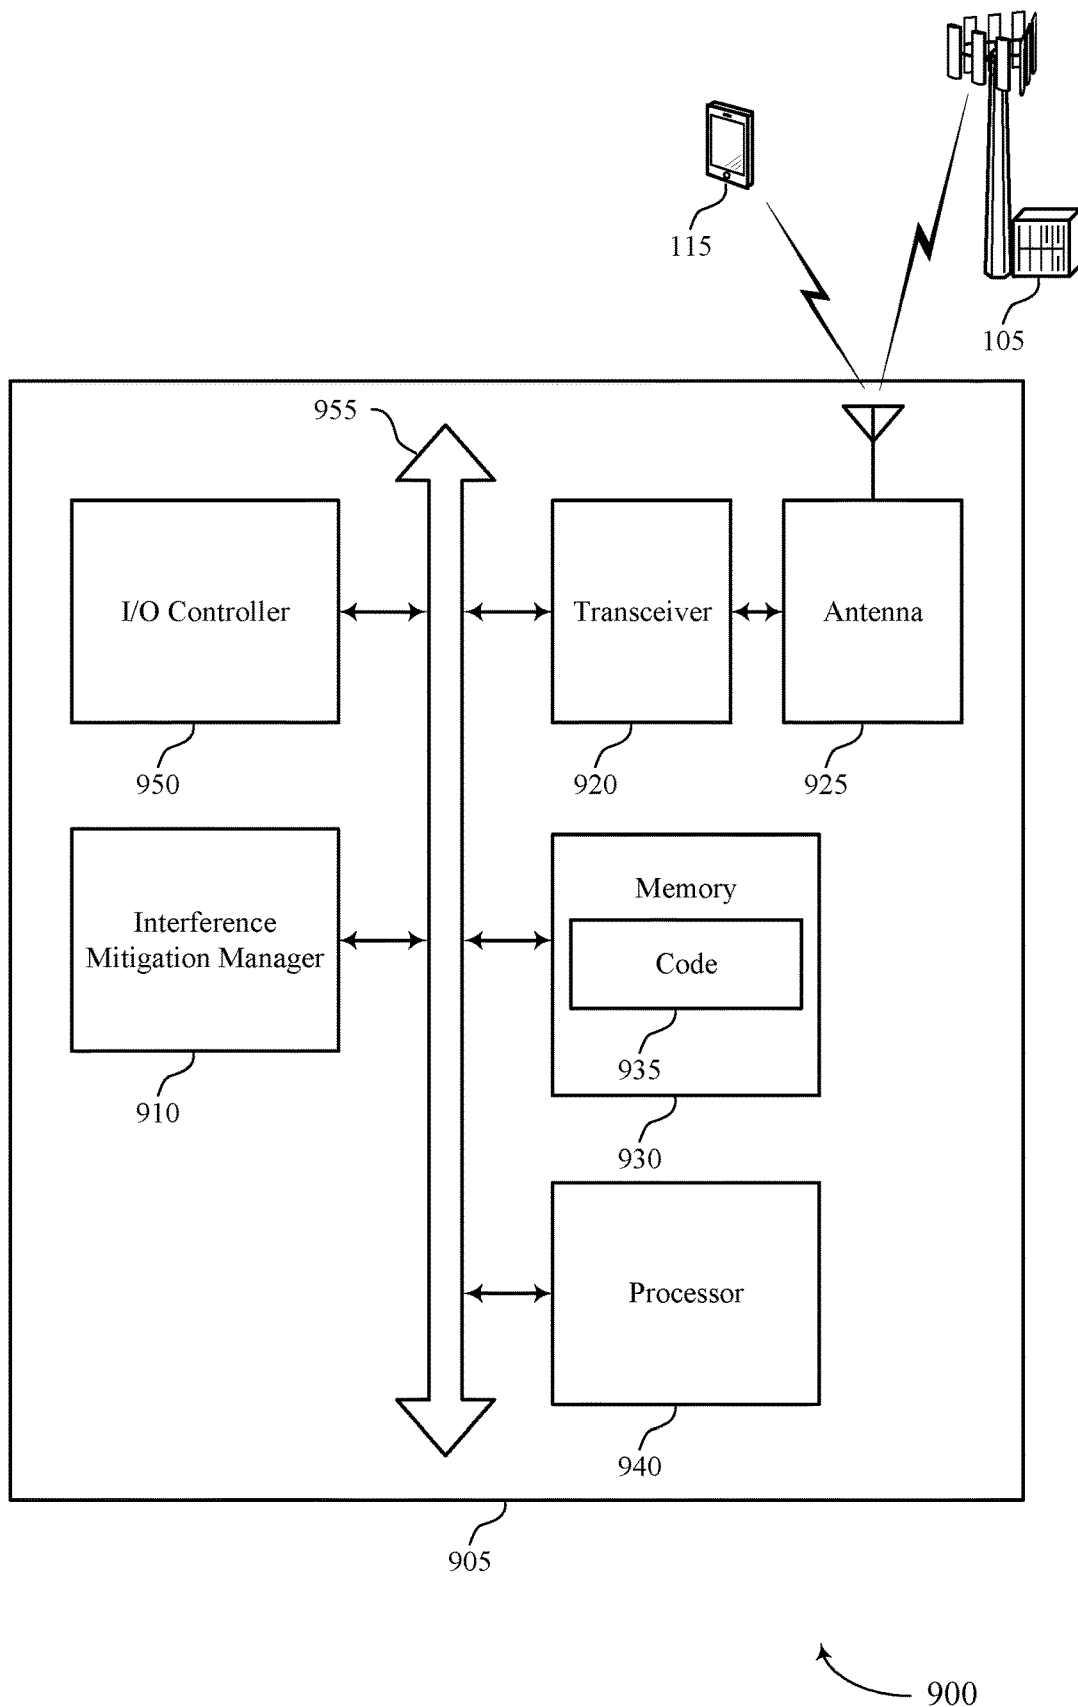 115
105
955
I/O Controller
Transceiver
Antenna
950
920
925
Interference
Mitigation Manager
Memory
Code
935
910
930
Processor
940
905
900